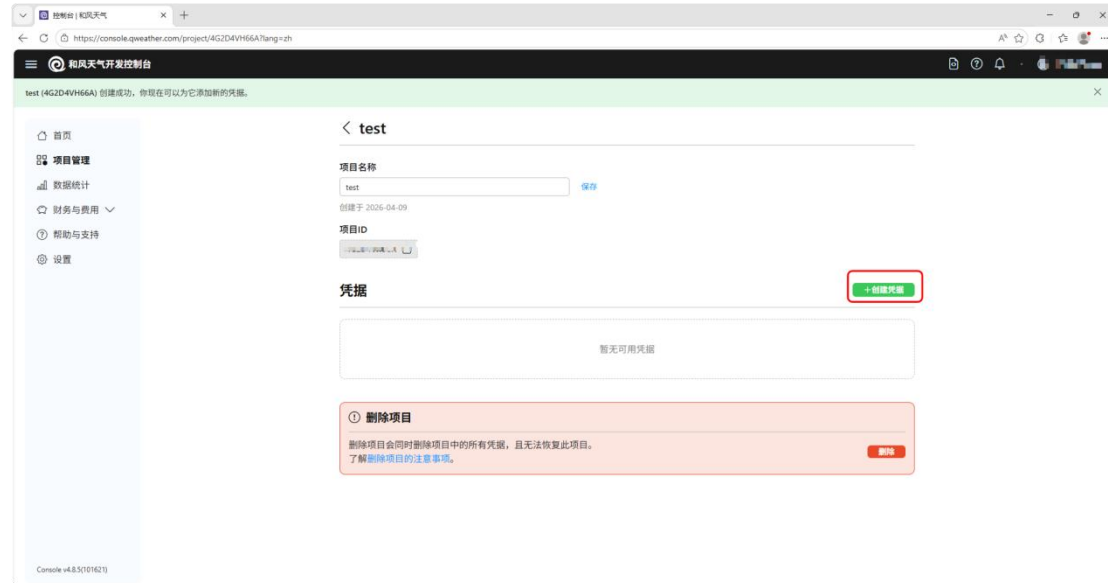 控制台 | 和风天气
https://console.qweather.com/project/4G2D4VH66A?lang=zh
和风天气开发控制台
test (4G2D4VH66A) 创建成功，你现在可以为它添加新的凭据。
首页
项目管理
数据统计
财务与费用
帮助与支持
设置
test
项目名称
test
保存
创建于 2026-04-09
项目ID
凭据
+创建凭据
暂无可用凭据
删除项目
删除项目会同时删除项目中的所有凭据，且无法恢复此项目。
了解删除项目的注意事项。
删除
Console v4.8.5(101621)